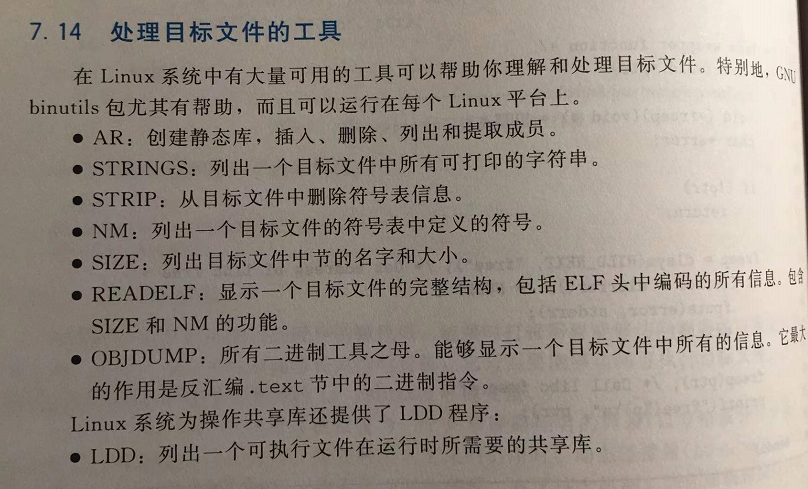 7.14 处理目标文件的工具
在 Linux 系统中有大量可用的工具可以帮助你理解和处理目标文件。特别地，GNU
binutils 包尤其有帮助，而且可以运行在每个 Linux 平台上。
● AR：创建静态库，插入、删除、列出和提取成员。
● STRINGS：列出一个目标文件中所有可打印的字符串。
● STRIP：从目标文件中删除符号表信息。
● NM：列出一个目标文件的符号表中定义的符号。
● SIZE：列出目标文件中节的名字和大小。
● READELF：显示一个目标文件的完整结构，包括 ELF 头中编码的所有信息。包含
SIZE 和 NM 的功能。
● OBJDUMP：所有二进制工具之母。能够显示一个目标文件中所有的信息。它最大
的作用是反汇编.text 节中的二进制指令。
Linux 系统为操作共享库还提供了 LDD 程序：
● LDD：列出一个可执行文件在运行时所需要的共享库。